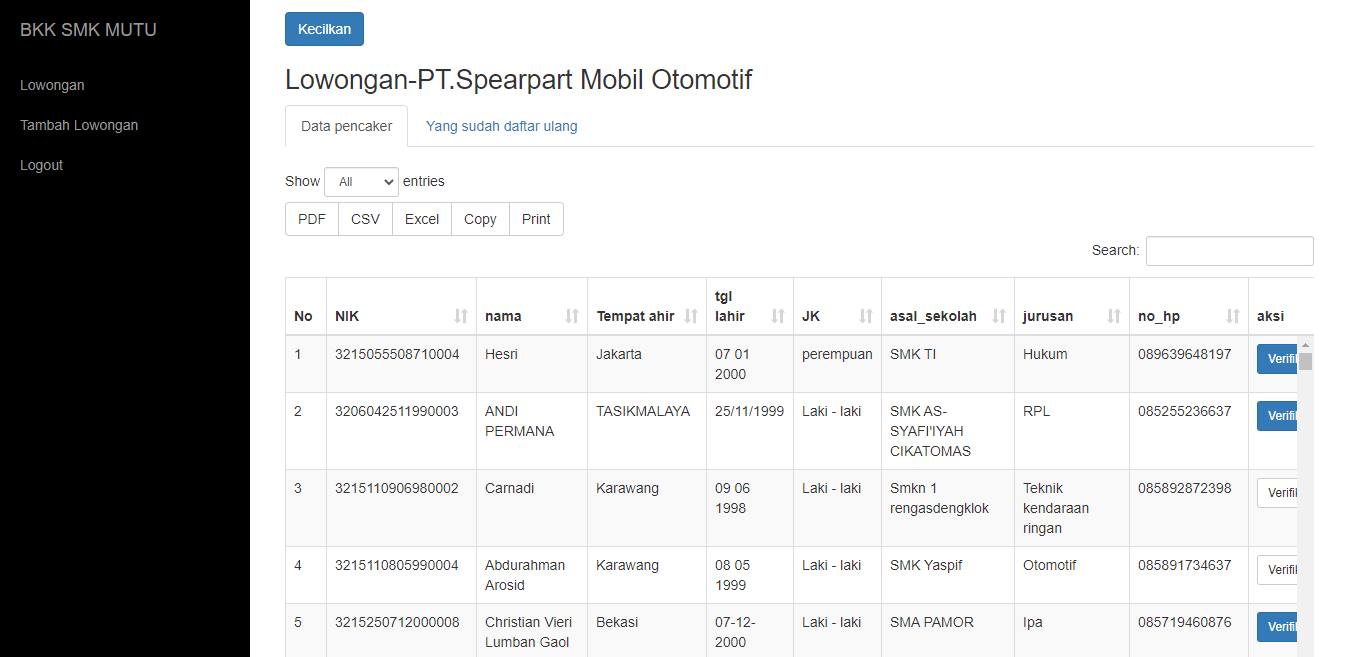 BKK SMK MUTU
Lowongan
Tambah Lowongan
Logout
Kecilkan
Lowongan-PT.Spearpart Mobil Otomotif
Data pencaker Yang sudah daftar ulang
Show All entries
PDF CSV Excel Copy Print
Search:
No NIK nama Tempat ahir tgl lahir JK asal_sekolah jurusan no_hp aksi
1 3215055508710004 Hesri Jakarta 07 01 2000 perempuan SMK TI Hukum 089639648197 Verifi
2 3206042511990003 ANDI PERMANA TASIKMALAYA 25/11/1999 Laki - laki SMK AS-SYAFI'IYAH CIKATOMAS RPL 085255236637 Verifi
3 3215110906980002 Carnadi Karawang 09 06 1998 Laki - laki Smkn 1 rengasdengklok Teknik kendaraan ringan 085892872398 Verifi
4 3215110805990004 Abdurahman Arosid Karawang 08 05 1999 Laki - laki SMK Yaspif Otomotif 085891734637 Verifi
5 3215250712000008 Christian Vieri Lumban Gaol Bekasi 07-12-2000 Laki - laki SMA PAMOR Ipa 085719460876 Verifi